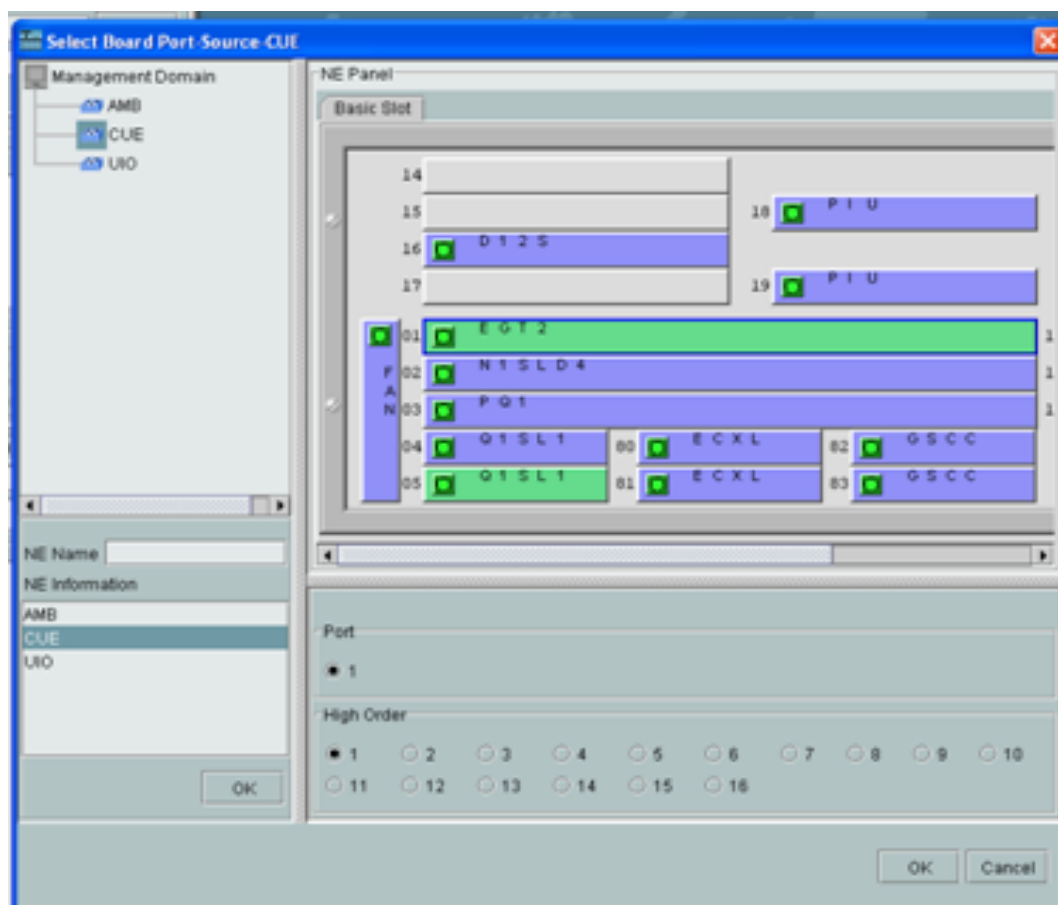 Select Board Port-Source-CUE
Management Domain
AMB
CUE
UIO
NE Name
NE Information
AMB
CUE
UIO
OK
NE Panel
Basic Slot
14
15
18 PIU
16 D12S
17
19 PIU
01 EGT2 1
02 N1SLD4 1
FAN
03 PQ1 1
04 Q1SL1 80 ECXL 82 GSCC
05 Q1SL1 81 ECXL 83 GSCC
Port
1
High Order
1 2 3 4 5 6 7 8 9 10
11 12 13 14 15 16
OK Cancel